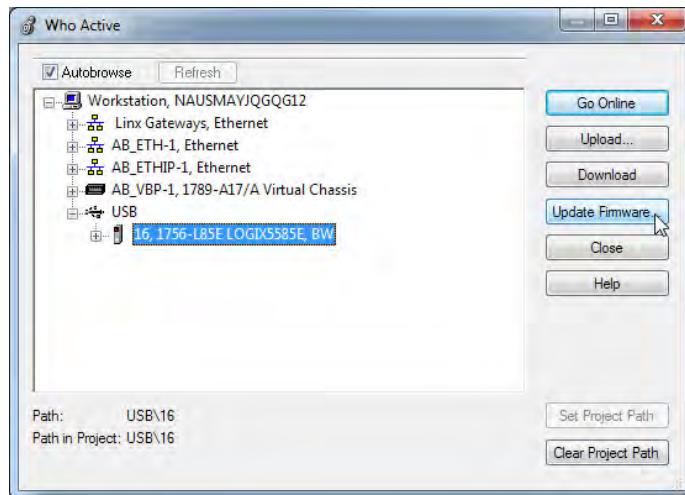 Who Active
Autobrowse
Refresh
Workstation, NAUSMAYJQGQG12
Linx Gateways, Ethernet
AB_ETH-1, Ethernet
AB_ETHIP-1, Ethernet
AB_VBP-1, 1789-A17/A Virtual Chassis
USB
16, 1756-L85E LOGIX5585E, BW
Go Online
Upload...
Download
Update Firmware...
Close
Help
Path: USB\16
Path in Project: USB\16
Set Project Path
Clear Project Path